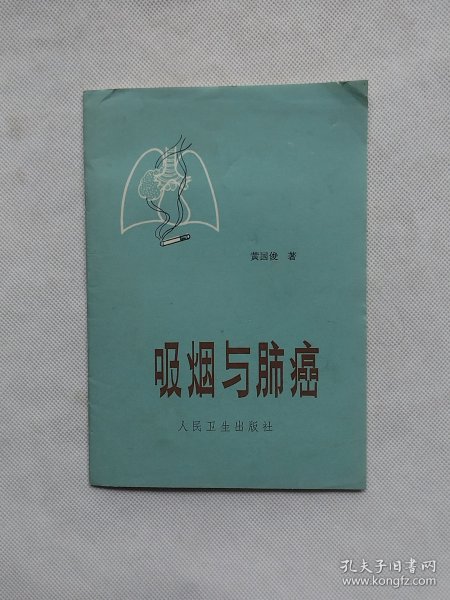 黄国俊 著
吸烟与肺癌
人民卫生出版社
孔夫子旧书网
www.kongfz.com